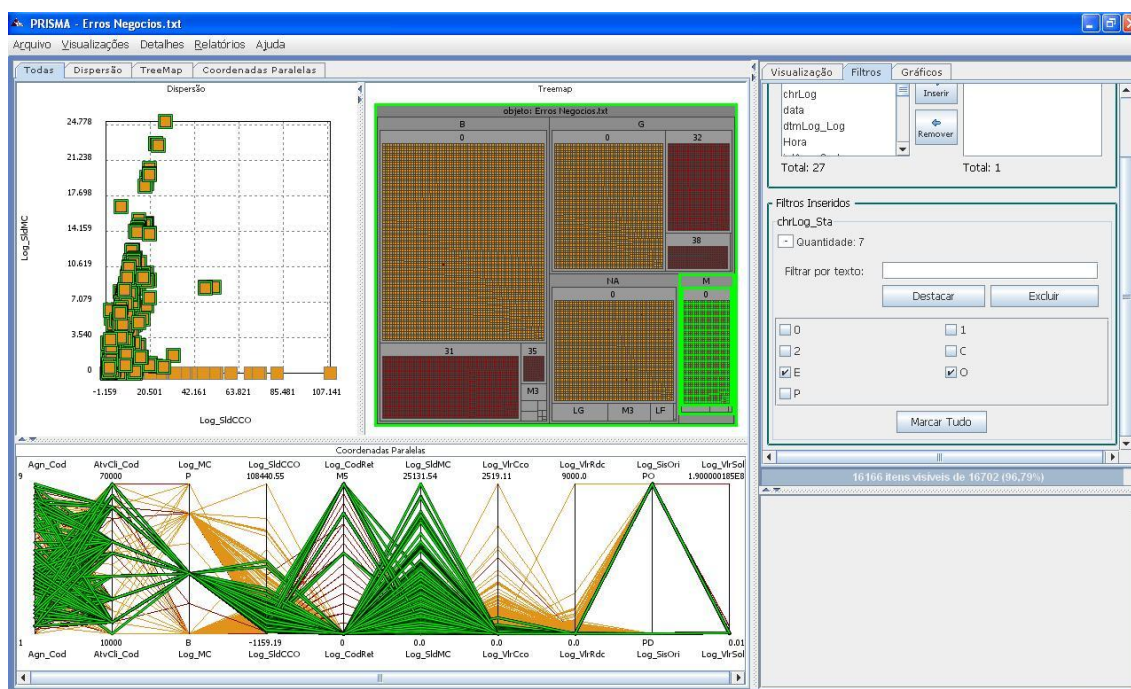 PRISMA - Erros Negocios.txt
Arquivo Visualizações Detalhes Relatórios Ajuda
Todas Dispersão TreeMap Coordenadas Paralelas
Dispersão
24.778
21.238
17.698
14.159
10.619
7.079
3.540
0
Log_SldMC
-1.159 20.501 42.161 63.821 85.481 107.141
Log_SldCCO
Treemap
objeto: Erros Negocios.txt
B G
0 0 32
38
NA M
0 0
31 35
M3
LG M3 LF
Coordenadas Paralelas
Agn_Cod AtvCli_Cod Log_MC Log_SldCCO Log_CodRet Log_SldMC Log_VlrCco Log_VlrRdc Log_SisOri Log_VlrSol
9 70000 P 108440.55 M5 25131.54 2519.11 9000.0 PO 1.900000185E8
1 10000 B -1159.19 0 0.0 0.0 0.0 PD 0.01
Agn_Cod AtvCli_Cod Log_MC Log_SldCCO Log_CodRet Log_SldMC Log_VlrCco Log_VlrRdc Log_SisOri Log_VlrSol
Visualização Filtros Gráficos
chrLog
data
dtmLog_Log
Hora
Inserir
Remover
Total: 27 Total: 1
Filtros Inseridos
chrLog_Sta
- Quantidade: 7
Filtrar por texto:
Destacar Excluir
0 1
2 C
E O
P
Marcar Tudo
16166 itens visíveis de 16702 (96,79%)